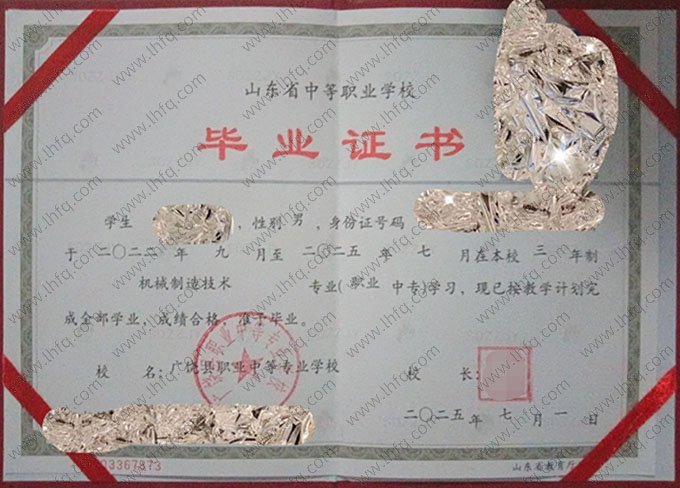 山东省中等职业学校
毕业证书
学生 ，性别 男 ，身份证号码
于 二〇二二 年 九 月至 二〇二五 年 七 月在本校 三 年制
机械制造技术 专业( 职业 中专)学习，现已按教学计划完
成全部学业，成绩合格，准予毕业。
校 名：广饶县职业中等专业学校 校 长：
二〇二五年 七 月 一 日
03367873 山东省教育厅
www.lhfq.com